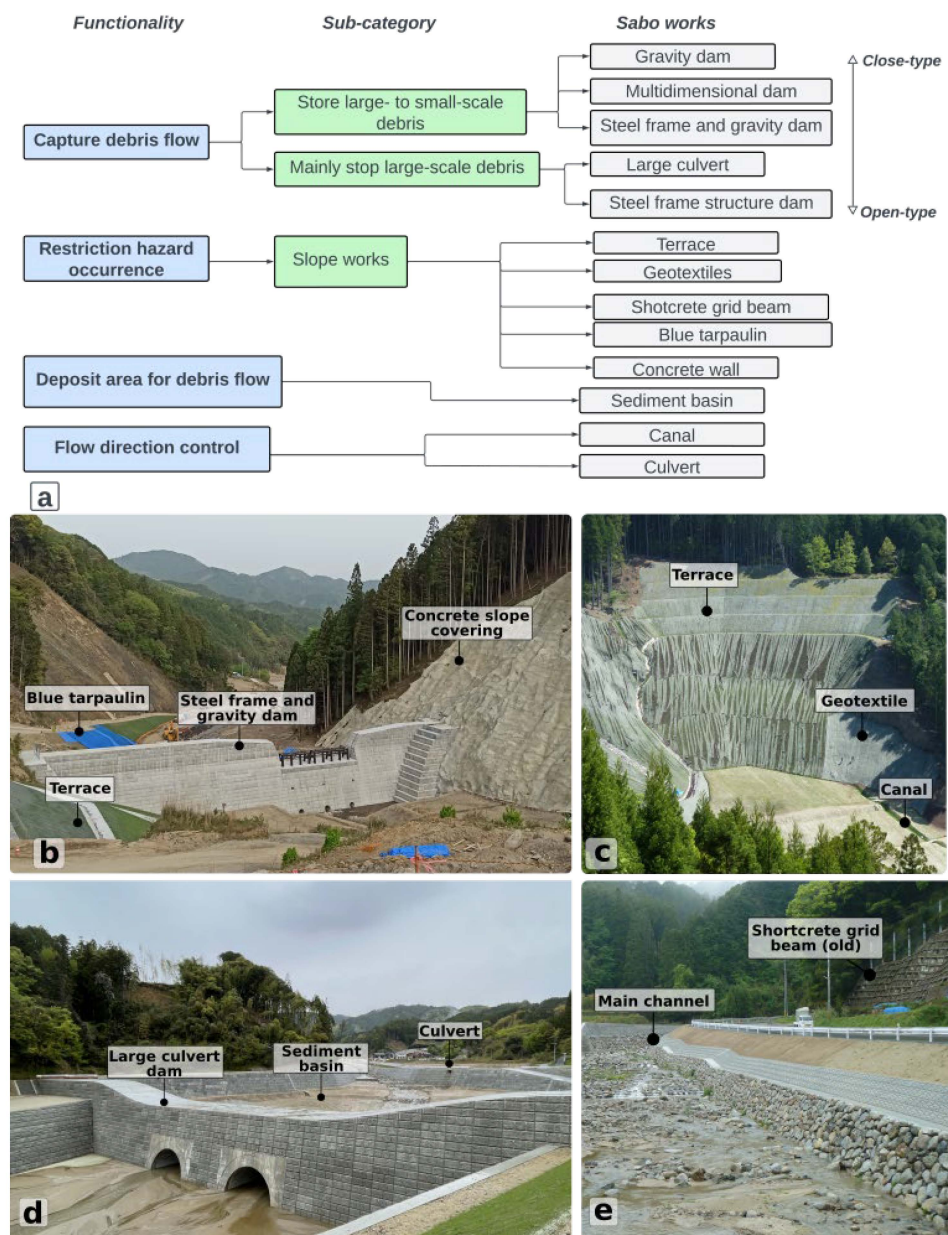 Functionality
Sub-category
Sabo works
Gravity dam
Close-type
Store large- to small-scale
debris
Multidimensional dam
Capture debris flow
Steel frame and gravity dam
Mainly stop large-scale debris
Large culvert
Steel frame structure dam
Open-type
Restriction hazard
occurrence
Slope works
Terrace
Geotextiles
Shotcrete grid beam
Blue tarpaulin
Concrete wall
Deposit area for debris flow
Sediment basin
Flow direction control
Canal
Culvert
a
Concrete slope
covering
Blue tarpaulin
Steel frame and
gravity dam
Terrace
b
Terrace
Geotextile
Canal
c
Culvert
Large culvert
dam
Sediment
basin
d
Shortcrete grid
beam (old)
Main channel
e